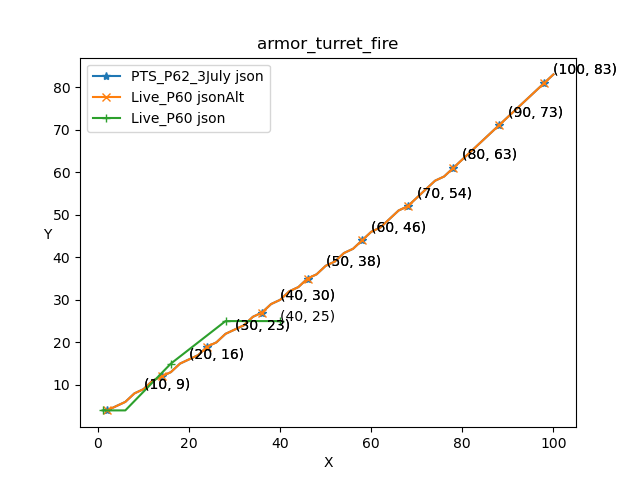 armor_turret_fire
PTS_P62_3July json
Live_P60 jsonAlt
Live_P60 json
(100, 83)
(90, 73)
(80, 63)
(70, 54)
(60, 46)
(50, 38)
(40, 30)
(40, 25)
(30, 23)
(20, 16)
(10, 9)
80
70
60
50
40
30
20
10
Y
0 20 40 60 80 100
X